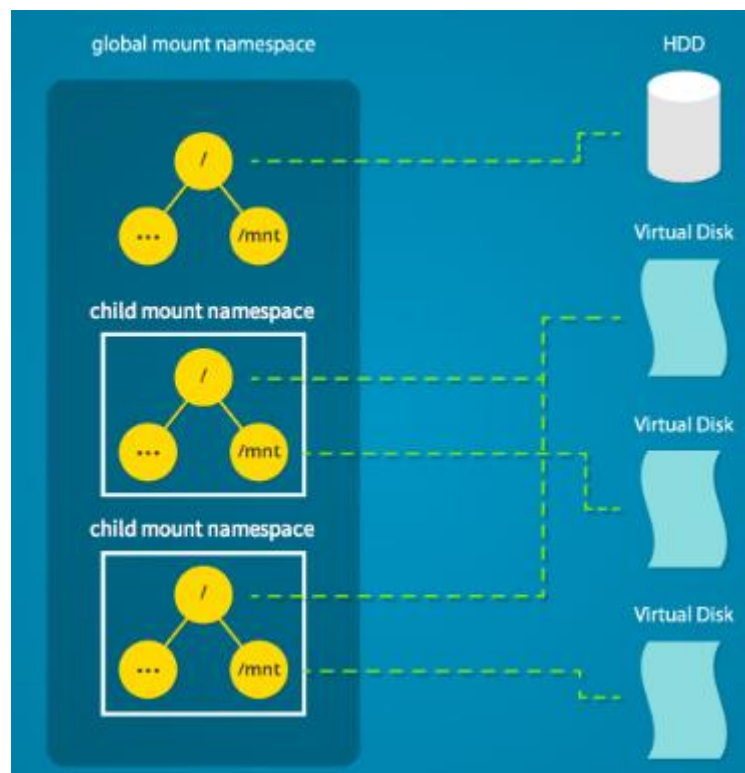 global mount namespace
HDD
/
... /mnt
Virtual Disk
child mount namespace
/
... /mnt
Virtual Disk
child mount namespace
/
... /mnt
Virtual Disk